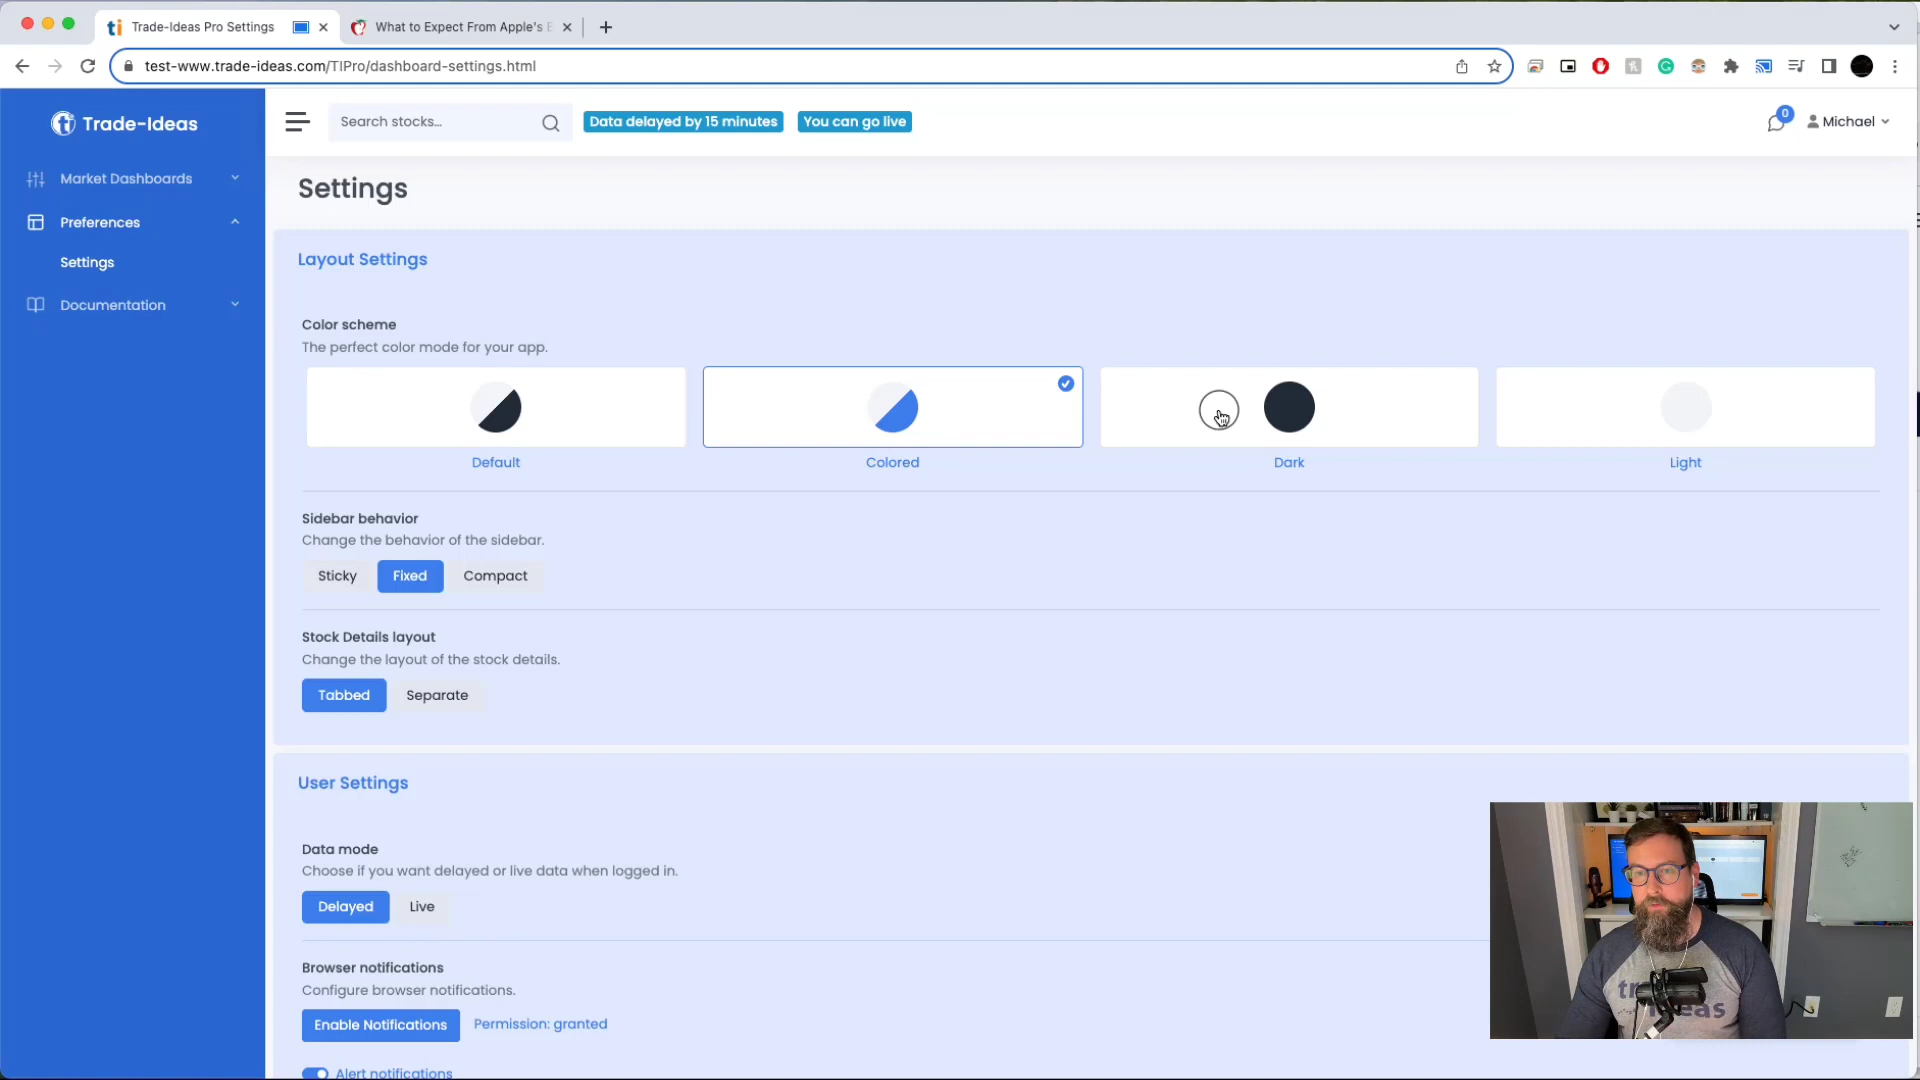 Trade-Ideas Pro Settings
What to Expect From Apple's E
test-www.trade-ideas.com/TIPro/dashboard-settings.html
Trade-Ideas
Search stocks...
Data delayed by 15 minutes
You can go live
0
Michael
Market Dashboards
Preferences
Settings
Documentation
Settings
Layout Settings
Color scheme
The perfect color mode for your app.
Default
Colored
Dark
Light
Sidebar behavior
Change the behavior of the sidebar.
Sticky
Fixed
Compact
Stock Details layout
Change the layout of the stock details.
Tabbed
Separate
User Settings
Data mode
Choose if you want delayed or live data when logged in.
Delayed
Live
Browser notifications
Configure browser notifications.
Enable Notifications
Permission: granted
Alert notifications